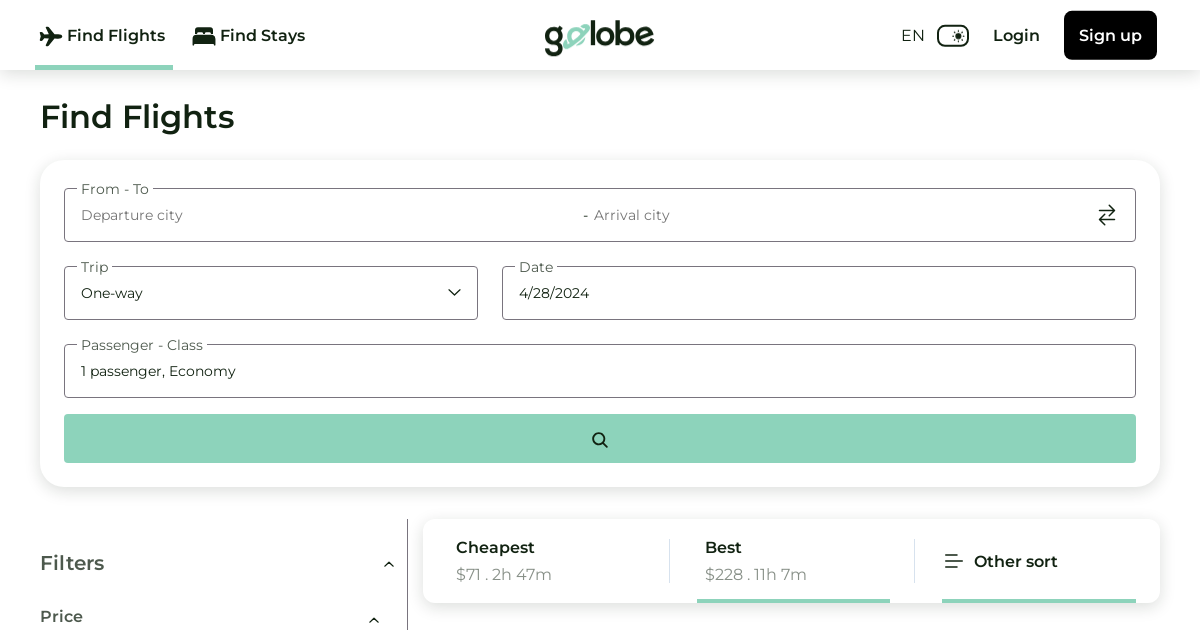 Find Flights
Find Stays
golobe
EN
Login
Sign up
Find Flights
From - To
Departure city - Arrival city
Trip
One-way
Date
4/28/2024
Passenger - Class
1 passenger, Economy
Filters
Price
Cheapest
$71 . 2h 47m
Best
$228 . 11h 7m
Other sort